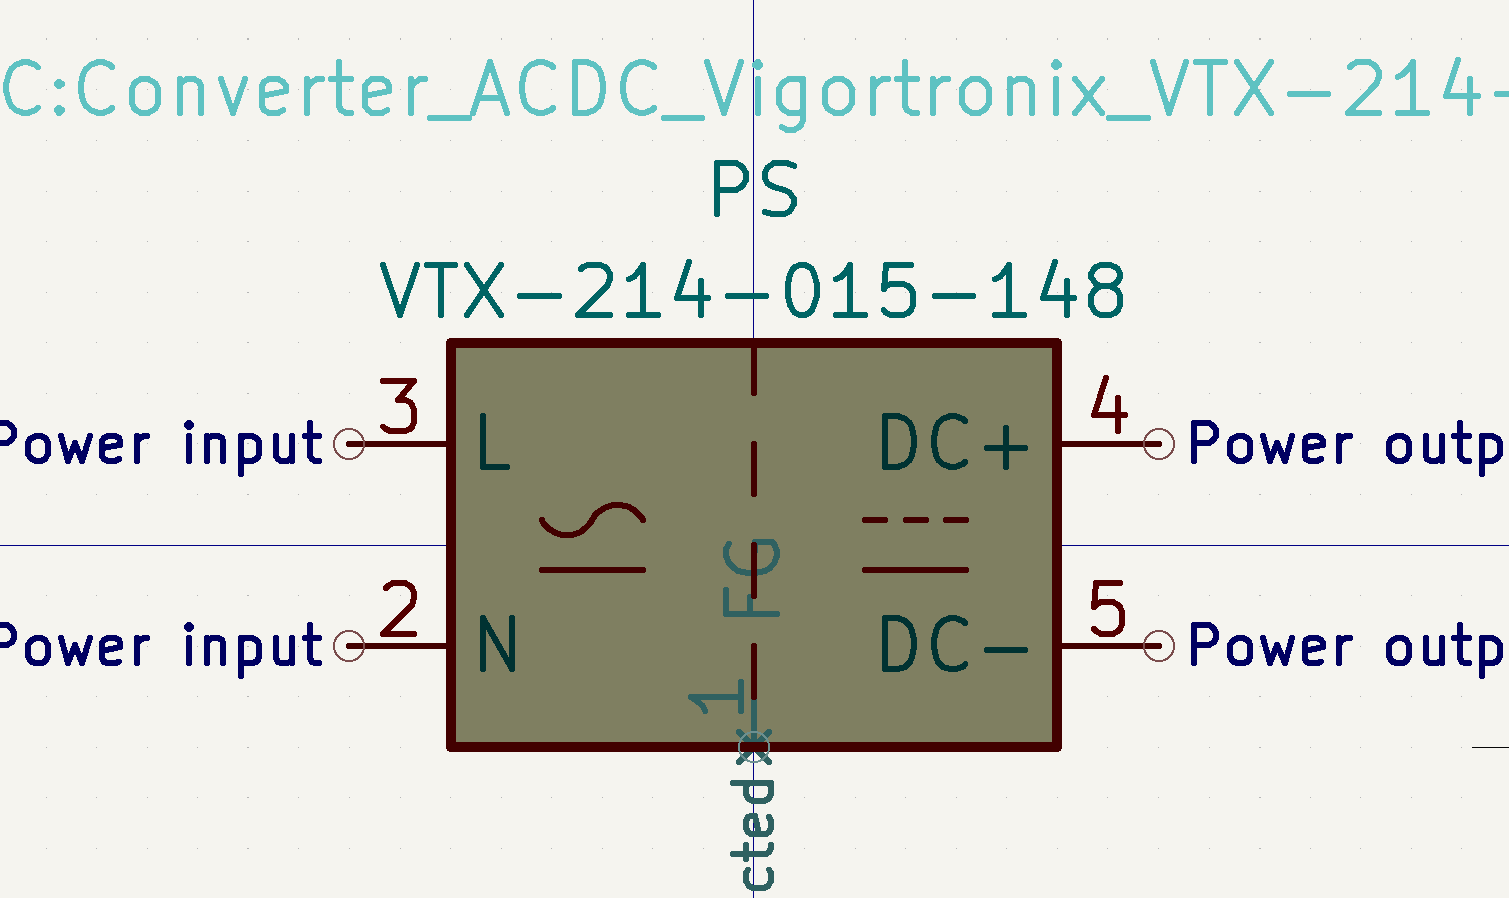 C:Converter_ACDC_Vigortronix_VTX-214-
PS
VTX-214-015-148
Power input 3 L DC+ 4 Power outp
FG
Power input 2 N DC- 5 Power outp
1
cted